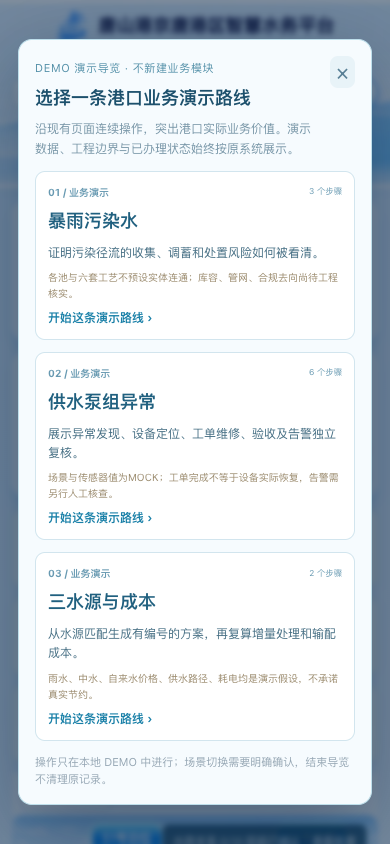 DEMO 演示导览 · 不新建业务模块
选择一条港口业务演示路线
沿现有页面连续操作，突出港口实际业务价值。演示
数据、工程边界与已办理状态始终按原系统展示。
01 / 业务演示
3 个步骤
暴雨污染水
证明污染径流的收集、调蓄和处置风险如何被看清。
各池与六套工艺不预设实体连通；库容、管网、合规去向尚待工程
核实。
开始这条演示路线 ›
02 / 业务演示
6 个步骤
供水泵组异常
展示异常发现、设备定位、工单维修、验收及告警独立
复核。
场景与传感器值为MOCK；工单完成不等于设备实际恢复，告警需
另行人工核查。
开始这条演示路线 ›
03 / 业务演示
2 个步骤
三水源与成本
从水源匹配生成有编号的方案，再复算增量处理和输配
成本。
雨水、中水、自来水价格、供水路径、耗电均是演示假设，不承诺
真实节约。
开始这条演示路线 ›
操作只在本地 DEMO 中进行；场景切换需要明确确认，结束导览
不清理原记录。